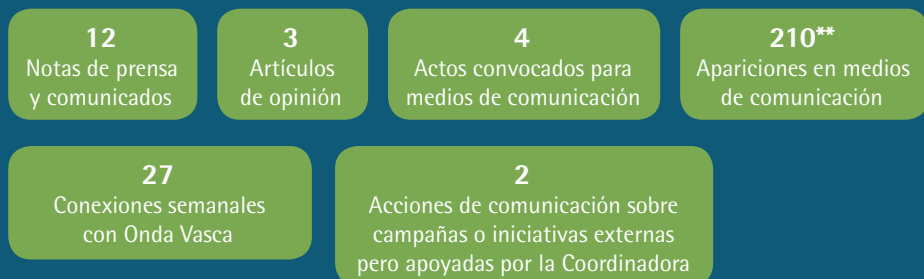 12
Notas de prensa
y comunicados
3
Artículos
de opinión
4
Actos convocados para
medios de comunicación
210**
Apariciones en medios
de comunicación
27
Conexiones semanales
con Onda Vasca
2
Acciones de comunicación sobre
campañas o iniciativas externas
pero apoyadas por la Coordinadora